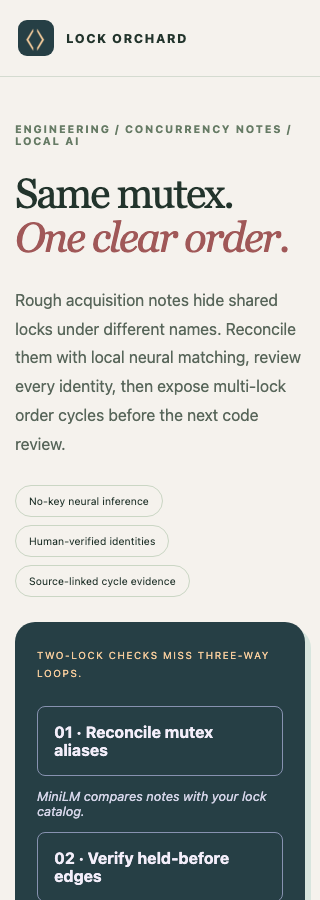 LOCK ORCHARD
ENGINEERING / CONCURRENCY NOTES /
LOCAL AI
Same mutex.
One clear order.
Rough acquisition notes hide shared
locks under different names. Reconcile
them with local neural matching, review
every identity, then expose multi-lock
order cycles before the next code
review.
No-key neural inference
Human-verified identities
Source-linked cycle evidence
TWO-LOCK CHECKS MISS THREE-WAY
LOOPS.
01 · Reconcile mutex
aliases
MiniLM compares notes with your lock
catalog.
02 · Verify held-before
edges